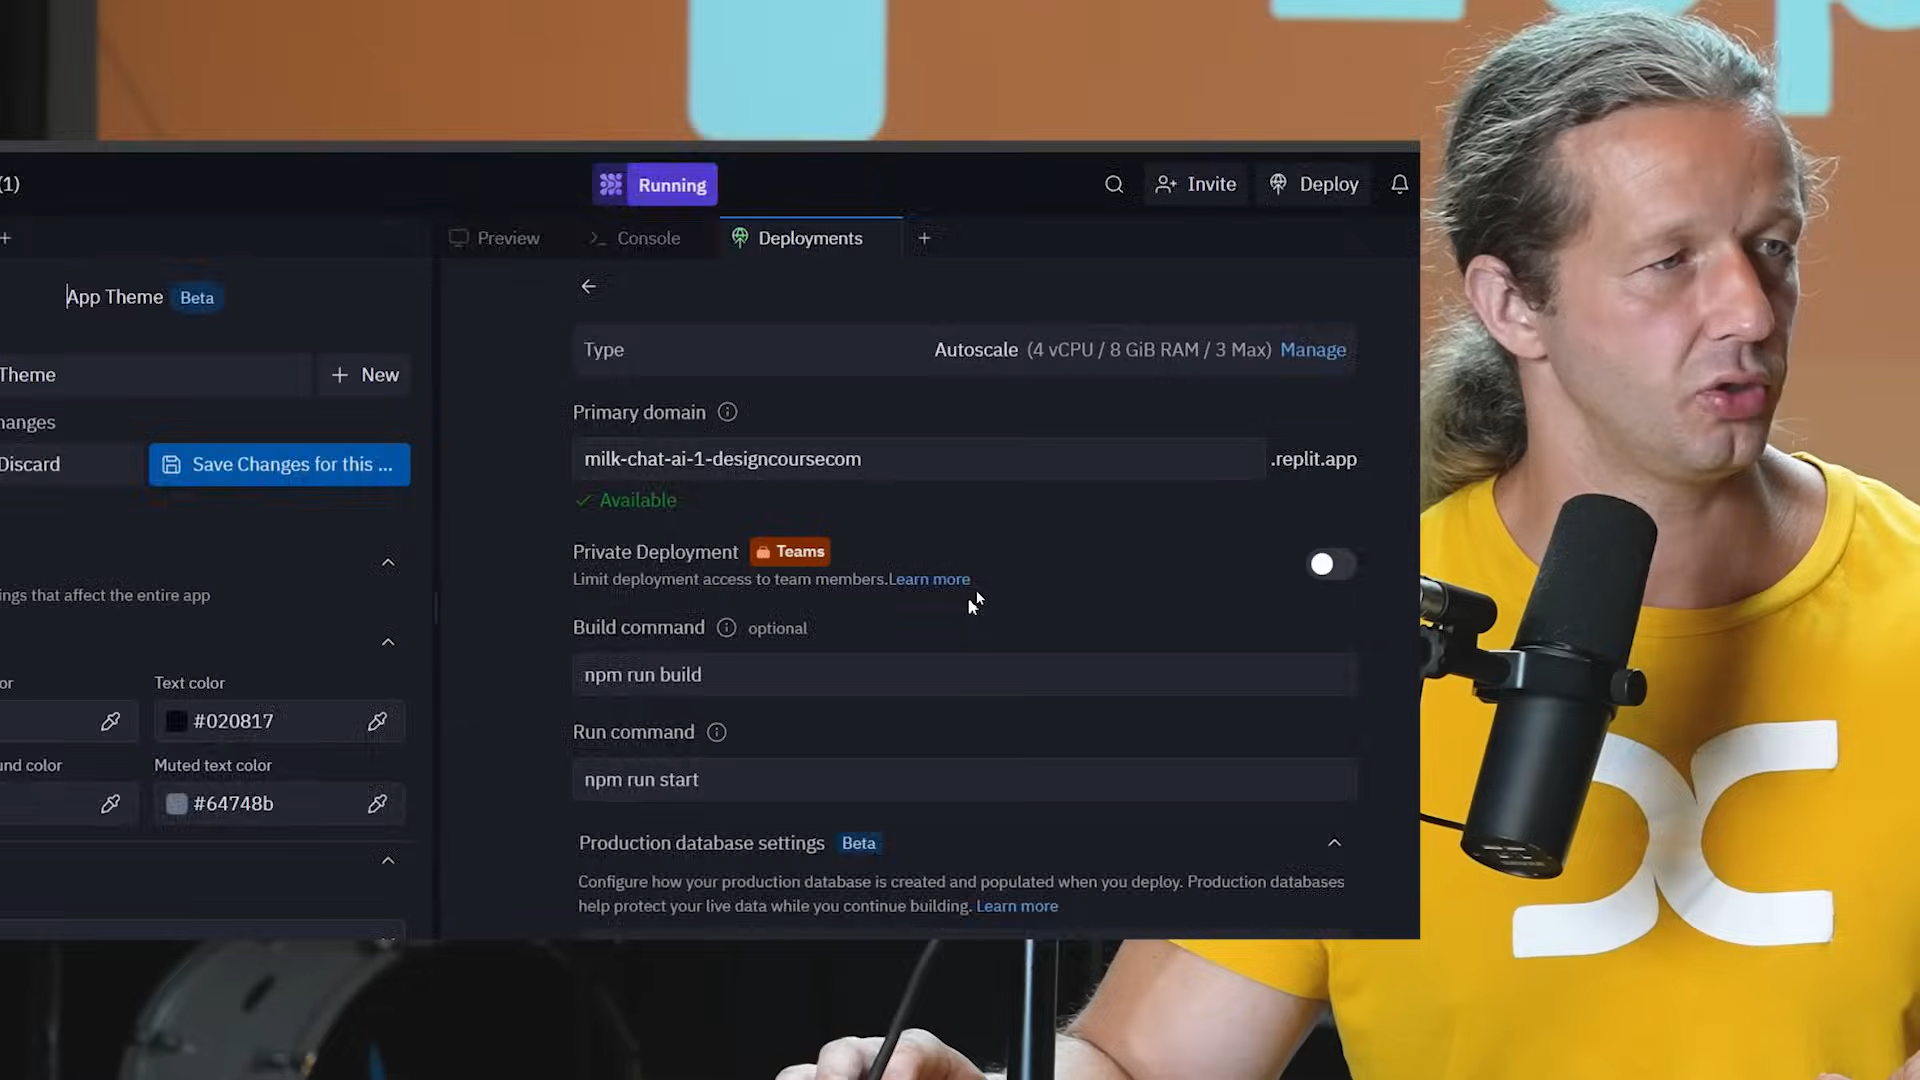 (1)
Running
Invite
Deploy
Preview
Console
Deployments
App Theme Beta
Theme
New
Discard
Save Changes for this ...
ings that affect the entire app
Text color
#020817
Muted text color
#64748b
Type
Autoscale (4 vCPU / 8 GiB RAM / 3 Max) Manage
Primary domain
milk-chat-ai-1-designcoursecom
.replit.app
Available
Private Deployment Teams
Limit deployment access to team members.Learn more
Build command optional
npm run build
Run command
npm run start
Production database settings Beta
Configure how your production database is created and populated when you deploy. Production databases
help protect your live data while you continue building. Learn more